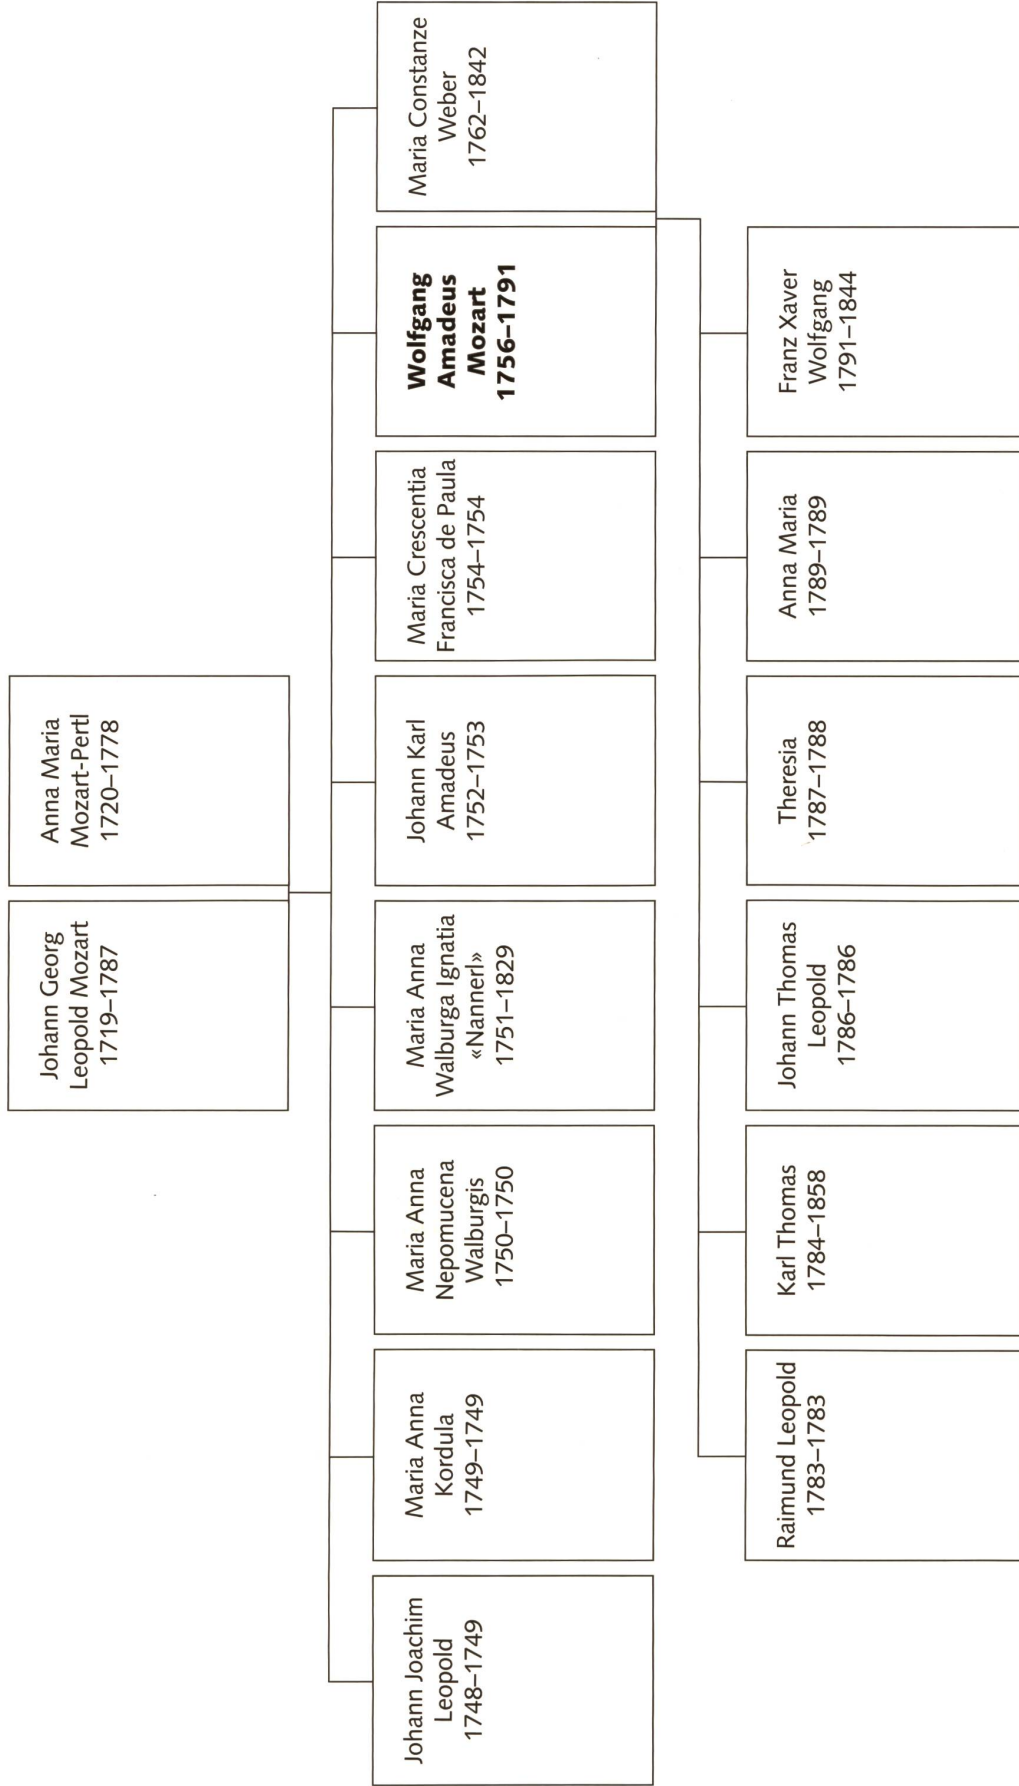 Johann Georg
Leopold Mozart
1719–1787
Anna Maria
Mozart-Pertl
1720–1778
Johann Joachim
Leopold
1748–1749
Maria Anna
Kordula
1749–1749
Maria Anna
Nepomucena
Walburgis
1750–1750
Maria Anna
Walburga Ignatia
«Nannerl»
1751–1829
Johann Karl
Amadeus
1752–1753
Maria Crescentia
Francisca de Paula
1754–1754
Wolfgang
Amadeus
Mozart
1756–1791
Maria Constanze
Weber
1762–1842
Raimund Leopold
1783–1783
Karl Thomas
1784–1858
Johann Thomas
Leopold
1786–1786
Theresia
1787–1788
Anna Maria
1789–1789
Franz Xaver
Wolfgang
1791–1844